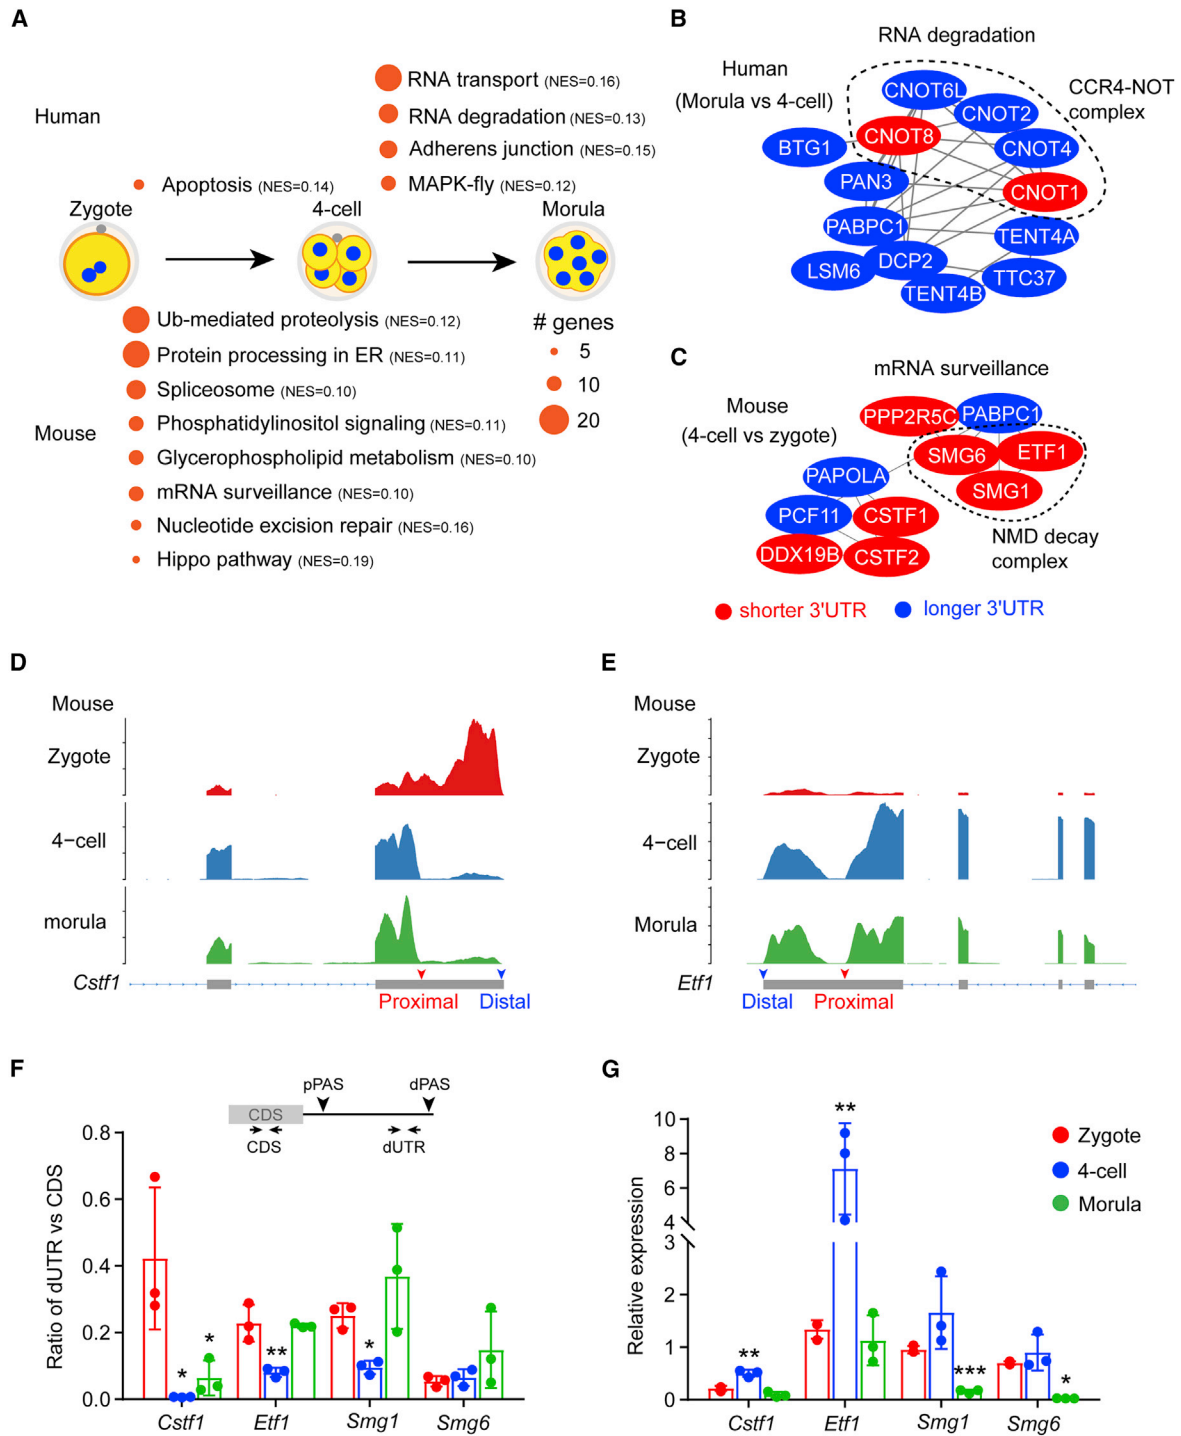 A
Human
RNA transport (NES=0.16)
RNA degradation (NES=0.13)
Adherens junction (NES=0.15)
MAPK-fly (NES=0.12)
Apoptosis (NES=0.14)
Zygote
4-cell
Morula
Mouse
Ub-mediated proteolysis (NES=0.12)
Protein processing in ER (NES=0.11)
Spliceosome (NES=0.10)
Phosphatidylinositol signaling (NES=0.11)
Glycerophospholipid metabolism (NES=0.10)
mRNA surveillance (NES=0.10)
Nucleotide excision repair (NES=0.16)
Hippo pathway (NES=0.19)
# genes
5
10
20
B
RNA degradation
Human
(Morula vs 4-cell)
CCR4-NOT
complex
CNOT6L
CNOT2
CNOT8
CNOT4
BTG1
PAN3
CNOT1
PABPC1
TENT4A
DCP2
LSM6
TTC37
TENT4B
C
mRNA surveillance
Mouse
(4-cell vs zygote)
PPP2R5C
PABPC1
SMG6
ETF1
PAPOLA
SMG1
PCF11
CSTF1
DDX19B
CSTF2
NMD decay
complex
shorter 3'UTR
longer 3'UTR
D
Mouse
Zygote
4-cell
morula
Cstf1
Proximal
Distal
E
Mouse
Zygote
4-cell
Morula
Etf1
Distal
Proximal
F
pPAS
dPAS
CDS
CDS
dUTR
Ratio of dUTR vs CDS
0.8
0.6
0.4
0.2
0.0
*
*
**
*
Cstf1
Etf1
Smg1
Smg6
G
Relative expression
10
8
6
4
3
2
1
0
**
**
***
*
Zygote
4-cell
Morula
Cstf1
Etf1
Smg1
Smg6